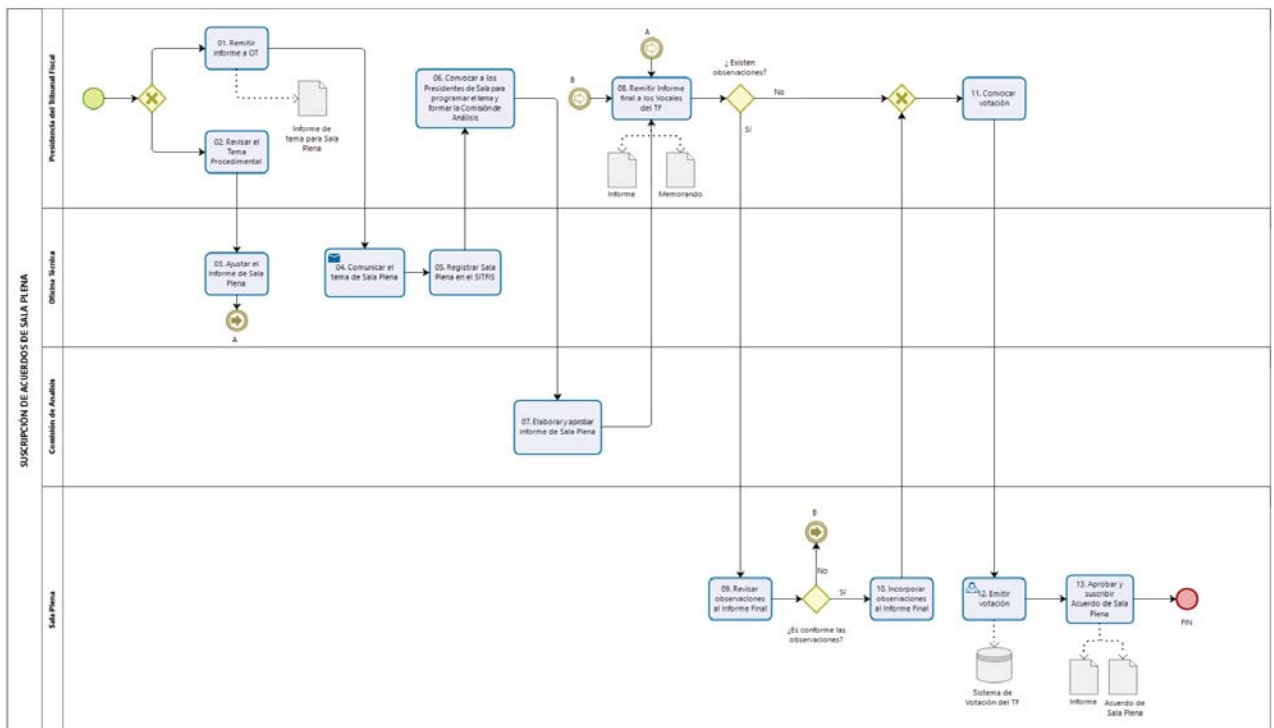 SUSCRIPCIÓN DE ACUERDOS DE SALA PLENA
Presidencia del Tribunal Fiscal
01. Remitir
informe a OT
Informe de
tema para Sala
Plena
02. Revisar el
Tema
Procedimental
06. Convocar a los
Presidentes de Sala para
programar el tema y
formar la Comisión de
Análisis
A
B
08. Remitir Informe
final a los Vocales
del TF
Informe
Memorando
¿ Existen
observaciones?
No
Sí
11. Convocar
votación
Oficina Técnica
03. Ajustar el
Informe de Sala
Plena
A
04. Comunicar el
tema de Sala Plena
05. Registrar Sala
Plena en el SITFIS
Comisión de Analisis
07. Elaborar y aprobar
informe de Sala Plena
Sala Plena
09. Revisar
observaciones
al Informe Final
B
No
Sí
¿Es conforme las
observaciones?
10. Incorporar
observaciones
al Informe Final
12. Emitir
votación
Sistema de
Votación del TF
13. Aprobar y
suscribir
Acuerdo de Sala
Plena
Informe
Acuerdo de
Sala Plena
FIN